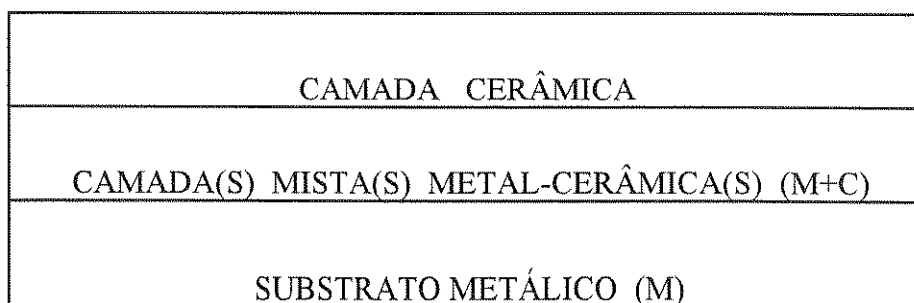 CAMADA CERÂMICA
CAMADA(S) MISTA(S) METAL-CERÂMICA(S) (M+C)
SUBSTRATO METÁLICO (M)